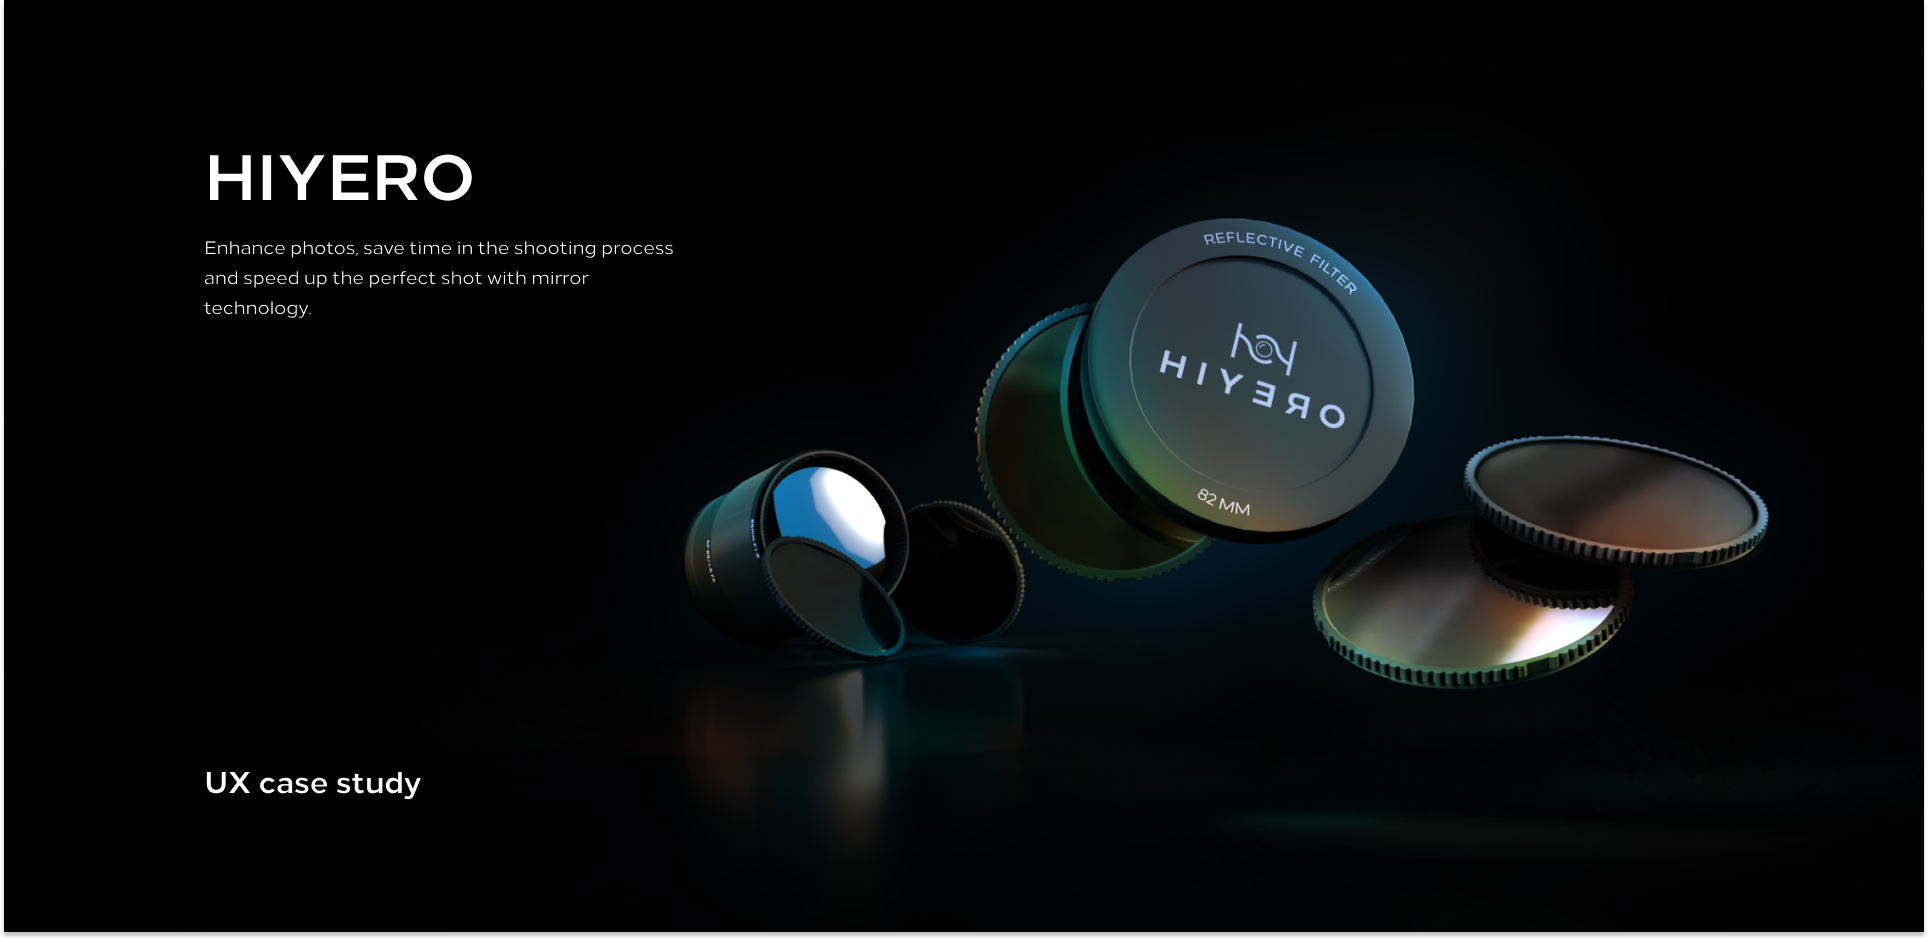 HIYERO
Enhance photos, save time in the shooting process
and speed up the perfect shot with mirror
technology.
REFLECTIVE FILTER
HIYERO
82 MM
UX case study